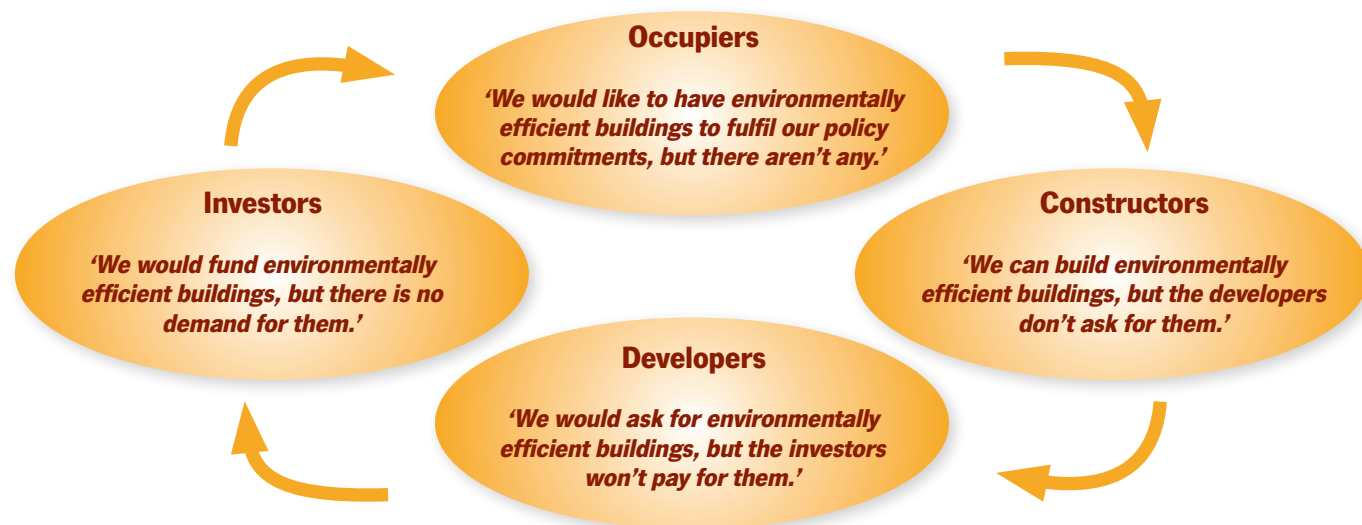 Occupiers
‘We would like to have environmentally
efficient buildings to fulfil our policy
commitments, but there aren’t any.’
Constructors
‘We can build environmentally
efficient buildings, but the developers
don’t ask for them.’
Developers
‘We would ask for environmentally
efficient buildings, but the investors
won’t pay for them.’
Investors
‘We would fund environmentally
efficient buildings, but there is no
demand for them.’